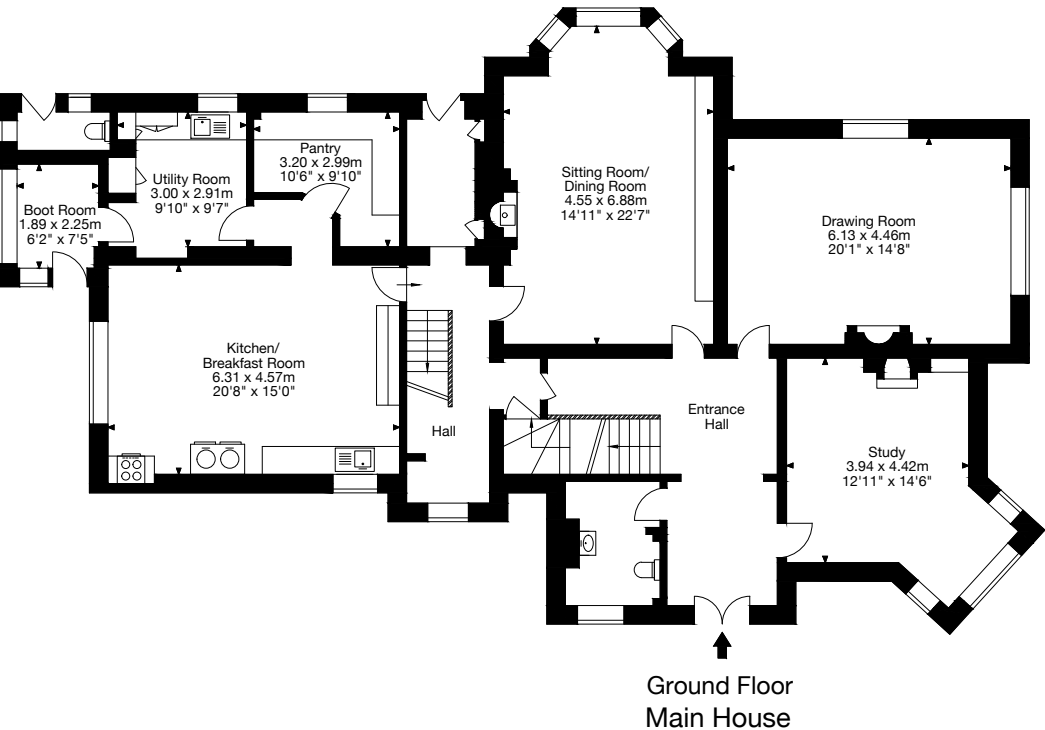 Pantry
3.20 x 2.99m
10'6" x 9'10"
Utility Room
3.00 x 2.91m
9'10" x 9'7"
Boot Room
1.89 x 2.25m
6'2" x 7'5"
Sitting Room/
Dining Room
4.55 x 6.88m
14'11" x 22'7"
Drawing Room
6.13 x 4.46m
20'1" x 14'8"
Kitchen/
Breakfast Room
6.31 x 4.57m
20'8" x 15'0"
Hall
Entrance
Hall
Study
3.94 x 4.42m
12'11" x 14'6"
Ground Floor
Main House